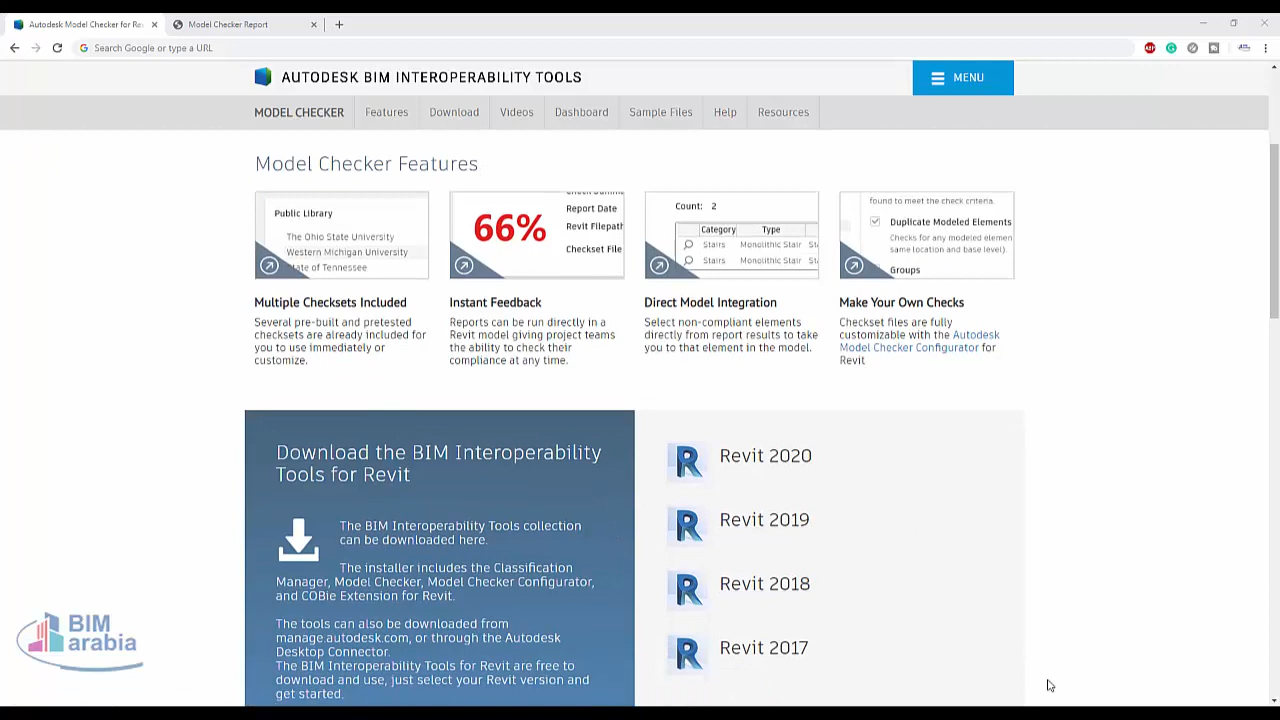 Autodesk Model Checker for Re
Model Checker Report
Search Google or type a URL
ABP
AUTODESK BIM INTEROPERABILITY TOOLS
MENU
MODEL CHECKER
Features
Download
Videos
Dashboard
Sample Files
Help
Resources
Model Checker Features
Public Library
The Ohio State University
Western Michigan University
State of Tennessee
66%
Report Date
Revit Filepath
Checkset File
Count: 2
Category Type
Stairs Monolithic Stair St
Stairs Monolithic Stair St
found to meet the check criteria.
Duplicate Modeled Elements
Checks for any modeled elemen
same location and base level).
Groups
Multiple Checksets Included
Several pre-built and pretested
checksets are already included for
you to use immediately or
customize.
Instant Feedback
Reports can be run directly in a
Revit model giving project teams
the ability to check their
compliance at any time.
Direct Model Integration
Select non-compliant elements
directly from report results to take
you to that element in the model.
Make Your Own Checks
Checkset files are fully
customizable with the Autodesk
Model Checker Configurator for
Revit
Download the BIM Interoperability
Tools for Revit
The BIM Interoperability Tools collection
can be downloaded here.
The installer includes the Classification
Manager, Model Checker, Model Checker Configurator,
and COBie Extension for Revit.
The tools can also be downloaded from
manage.autodesk.com, or through the Autodesk
Desktop Connector.
The BIM Interoperability Tools for Revit are free to
download and use, just select your Revit version and
get started.
R Revit 2020
R Revit 2019
R Revit 2018
R Revit 2017
BIM
arabia